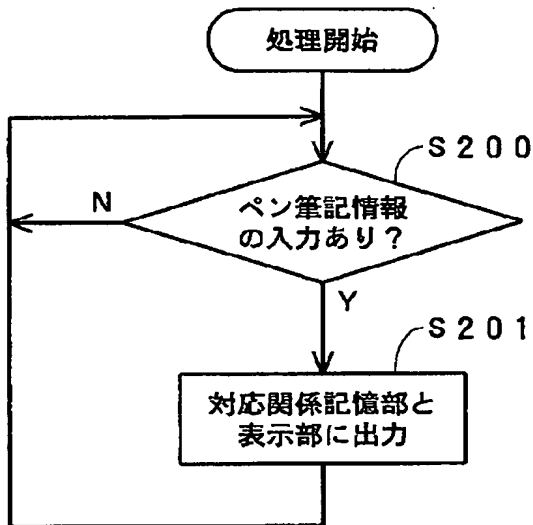 処理開始
S200
N
ペン筆記情報
の入力あり?
Y
S201
対応関係記憶部と
表示部に出力